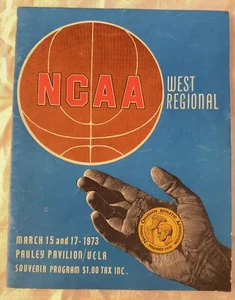 NCAA
WEST
REGIONAL
MARCH 15 and 17 - 1973
PAULEY PAVILION/UCLA
SOUVENIR PROGRAM $1.00 TAX INC.